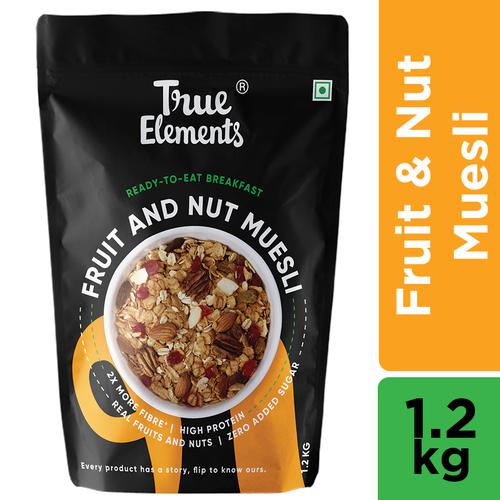 True ®
Elements
READY-TO-EAT BREAKFAST
FRUIT AND NUT MUESLI
2X MORE FIBRE* | HIGH PROTEIN
REAL FRUITS AND NUTS | ZERO ADDED SUGAR
1.2 KG
Every product has a story, flip to know ours.
Fruit & Nut
Muesli
1.2
kg